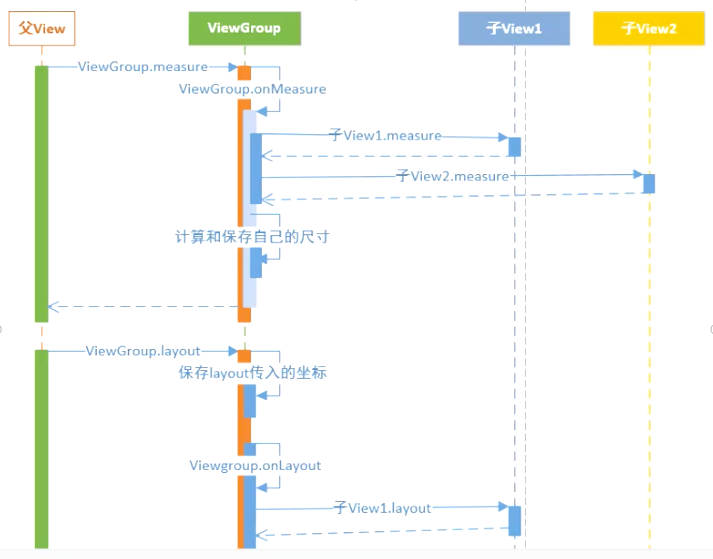 父View
ViewGroup
子View1
子View2
ViewGroup.measure
ViewGroup.onMeasure
子View1.measure
子View2.measure
计算和保存自己的尺寸
ViewGroup.layout
保存layout传入的坐标
Viewgroup.onLayout
子View1.layout